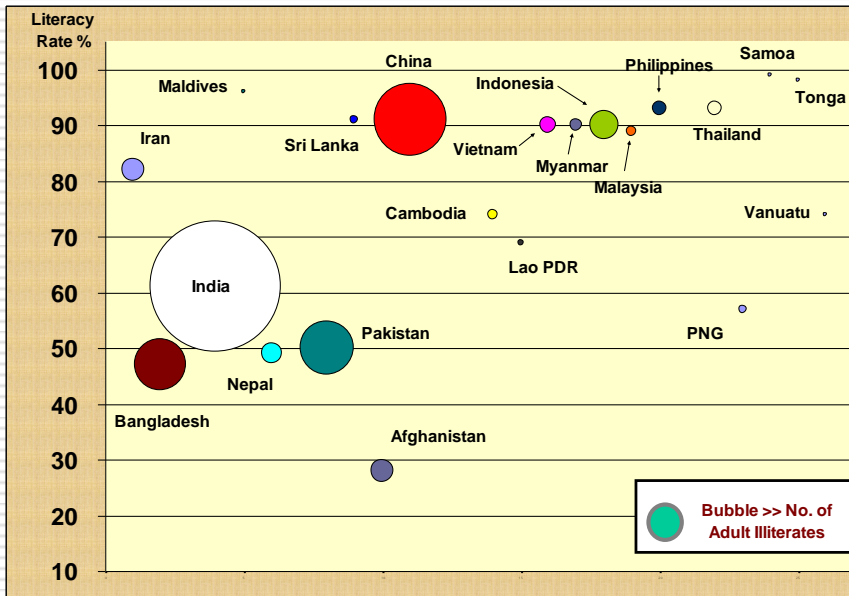 Literacy
Rate %
100
90
80
70
60
50
40
30
20
10
Maldives
Iran
Sri Lanka
China
Indonesia
Philippines
Samoa
Tonga
Thailand
Vietnam
Myanmar
Malaysia
Cambodia
Lao PDR
Vanuatu
India
Pakistan
PNG
Nepal
Bangladesh
Afghanistan
Bubble >> No. of
Adult Illiterates